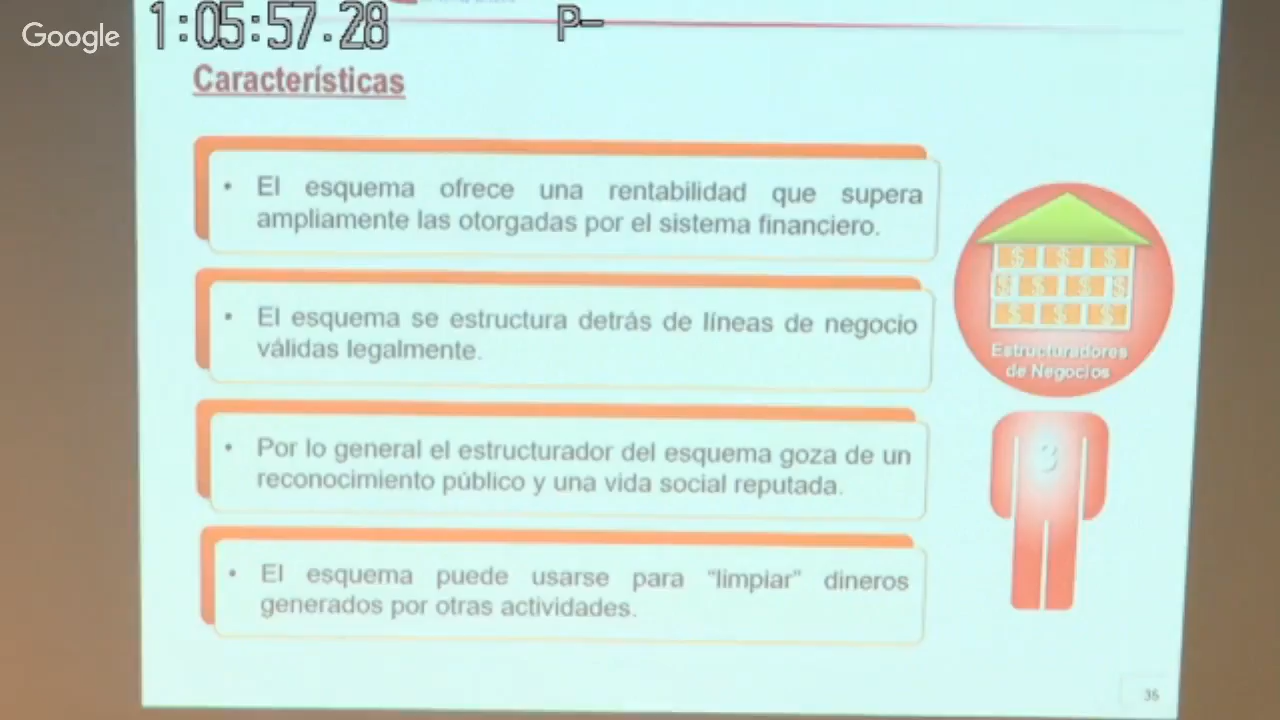 Google
1:05:57.28
P-
Características
• El esquema ofrece una rentabilidad que supera
ampliamente las otorgadas por el sistema financiero.
• El esquema se estructura detrás de líneas de negocio
válidas legalmente.
• Por lo general el estructurador del esquema goza de un
reconocimiento público y una vida social reputada.
• El esquema puede usarse para "limpiar" dineros
generados por otras actividades.
$ $ $
$ $ $ $
$ $ $
Estructuradores
de Negocios
3
35